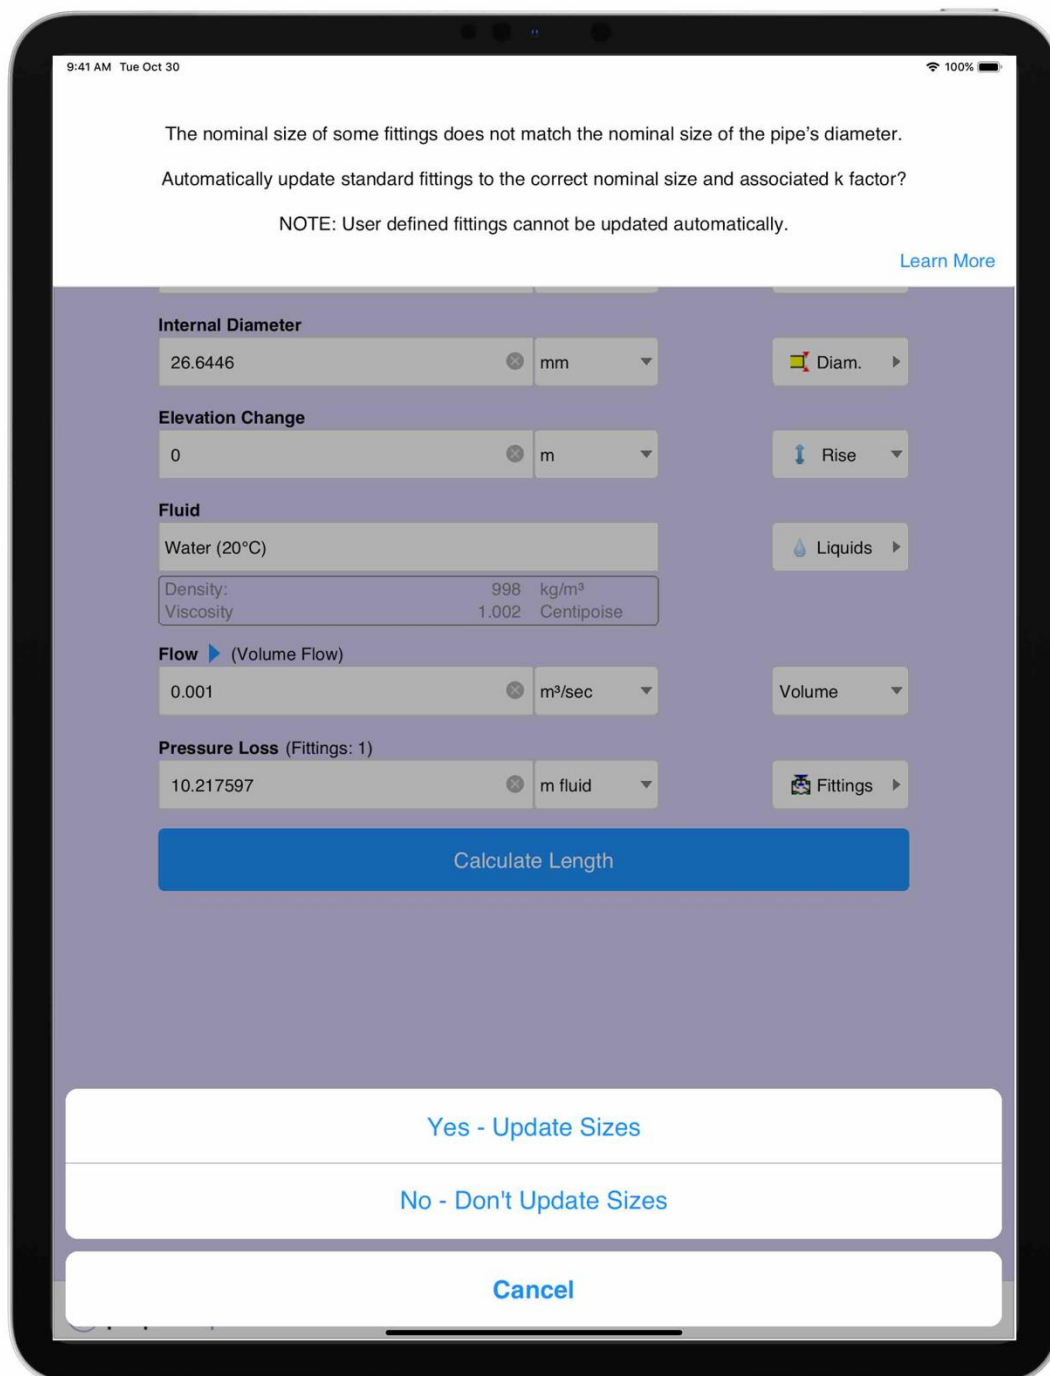 9:41 AM Tue Oct 30
100%
The nominal size of some fittings does not match the nominal size of the pipe’s diameter.
Automatically update standard fittings to the correct nominal size and associated k factor?
NOTE: User defined fittings cannot be updated automatically.
Learn More
Internal Diameter
26.6446 mm Diam.
Elevation Change
0 m Rise
Fluid
Water (20°C) Liquids
Density: 998 kg/m³
Viscosity 1.002 Centipoise
Flow (Volume Flow)
0.001 m³/sec Volume
Pressure Loss (Fittings: 1)
10.217597 m fluid Fittings
Calculate Length
Yes - Update Sizes
No - Don't Update Sizes
Cancel